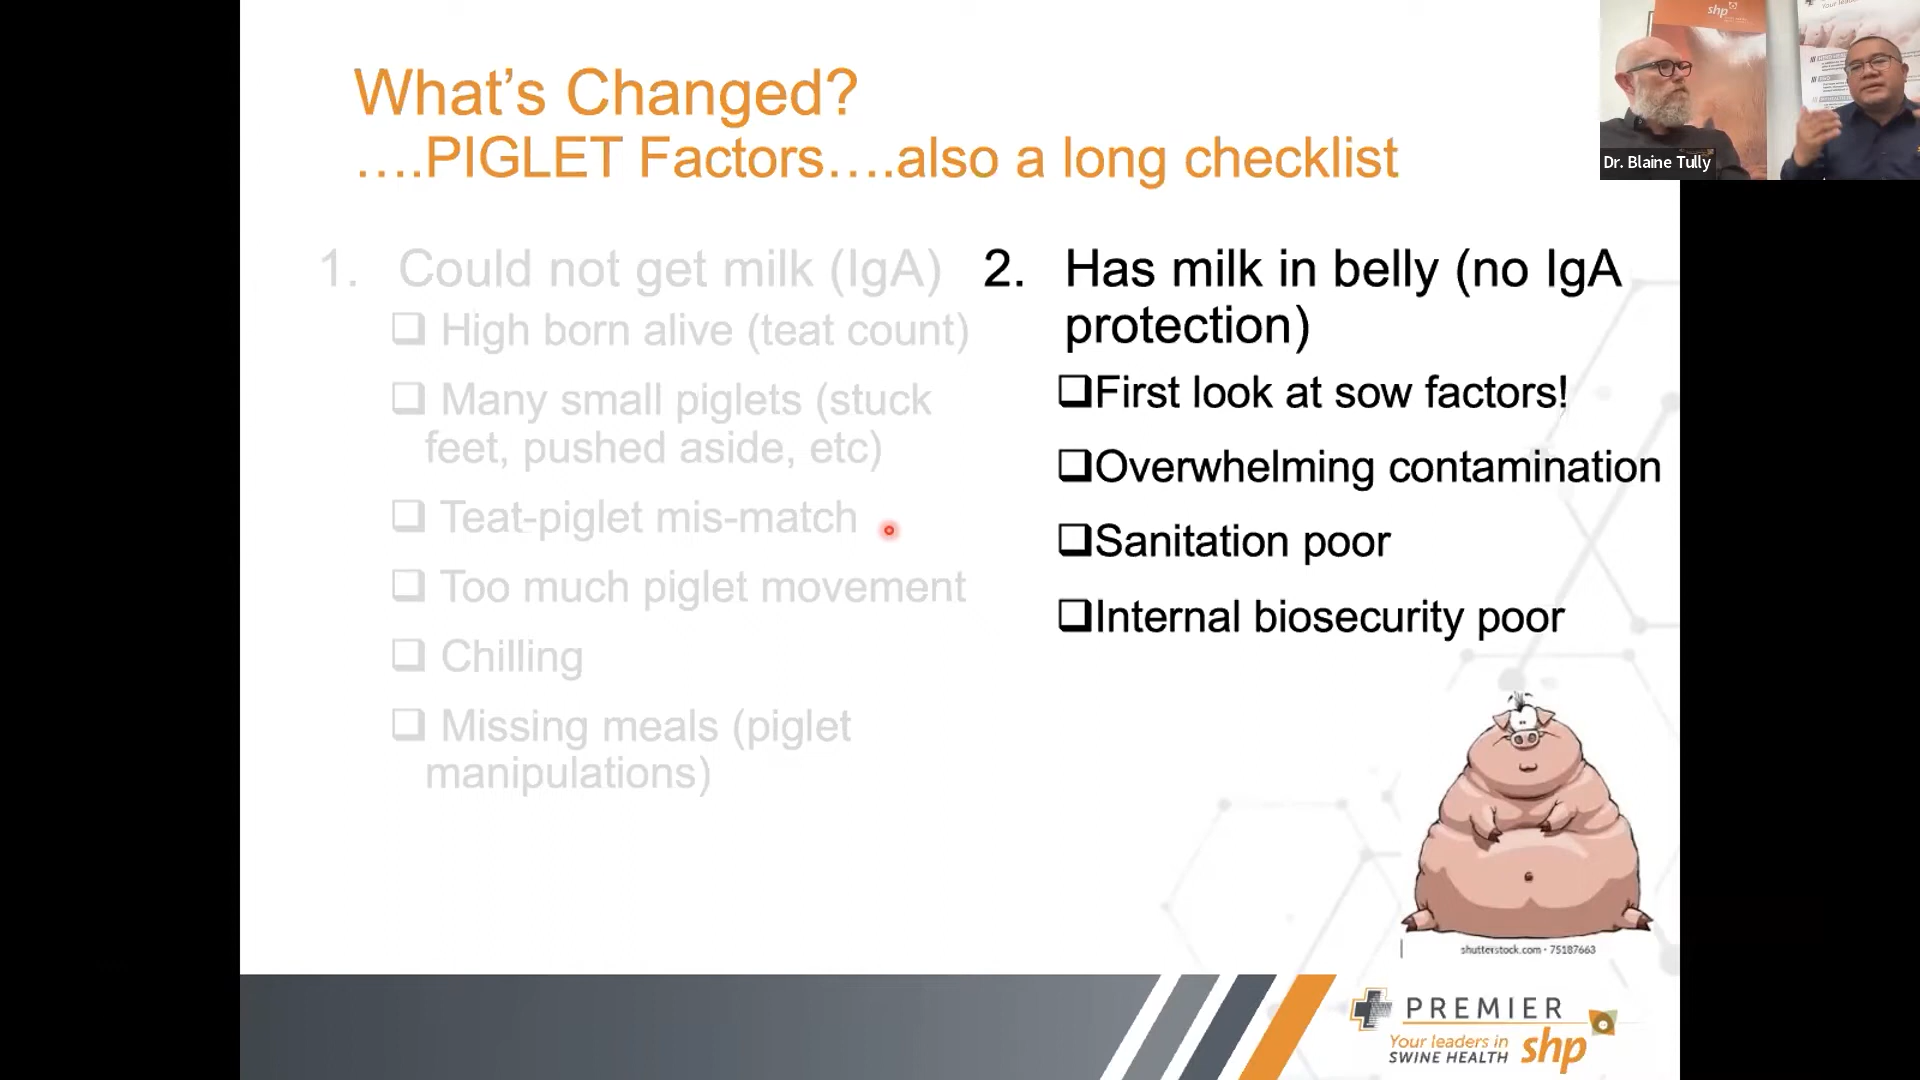 What's Changed?
….PIGLET Factors….also a long checklist
1. Could not get milk (IgA)
High born alive (teat count)
Many small piglets (stuck
feet, pushed aside, etc)
Teat-piglet mis-match
Too much piglet movement
Chilling
Missing meals (piglet
manipulations)
2. Has milk in belly (no IgA
protection)
First look at sow factors!
Overwhelming contamination
Sanitation poor
Internal biosecurity poor
shutterstock.com · 75187663
PREMIER
Your leaders in
SWINE HEALTH
shp
shp
Dr. Blaine Tully